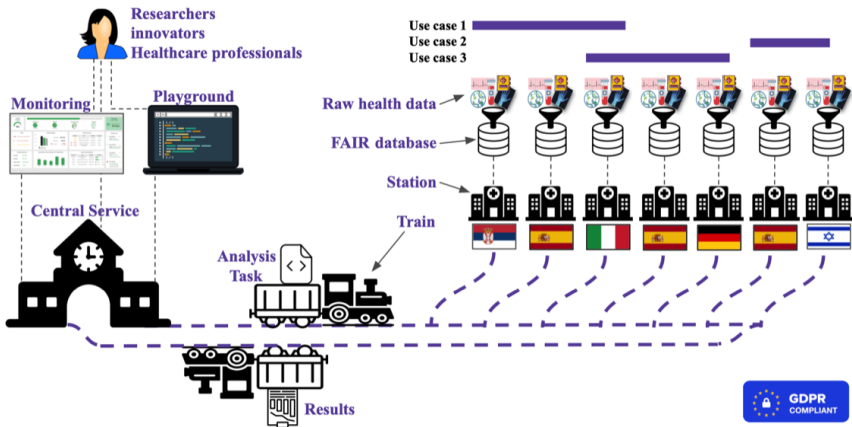 Researchers
innovators
Healthcare professionals
Monitoring
Playground
Central Service
Analysis
Task
Train
Results
Use case 1
Use case 2
Use case 3
Raw health data
FAIR database
Station
GDPR
COMPLIANT